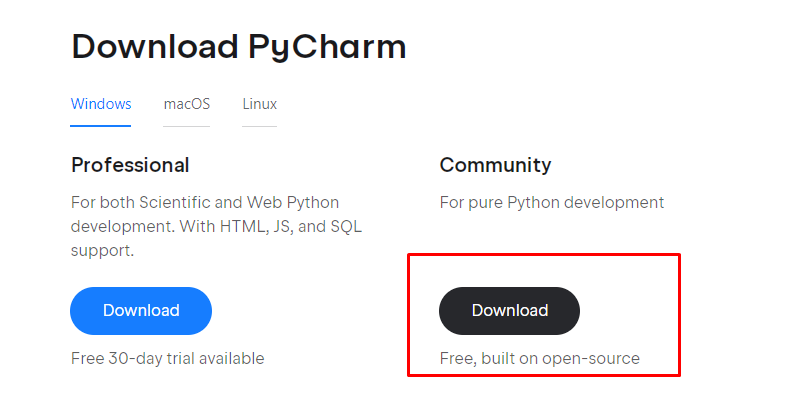 Download PyCharm
Windows macOS Linux
Professional
For both Scientific and Web Python
development. With HTML, JS, and SQL
support.
Download
Free 30-day trial available
Community
For pure Python development
Download
Free, built on open-source